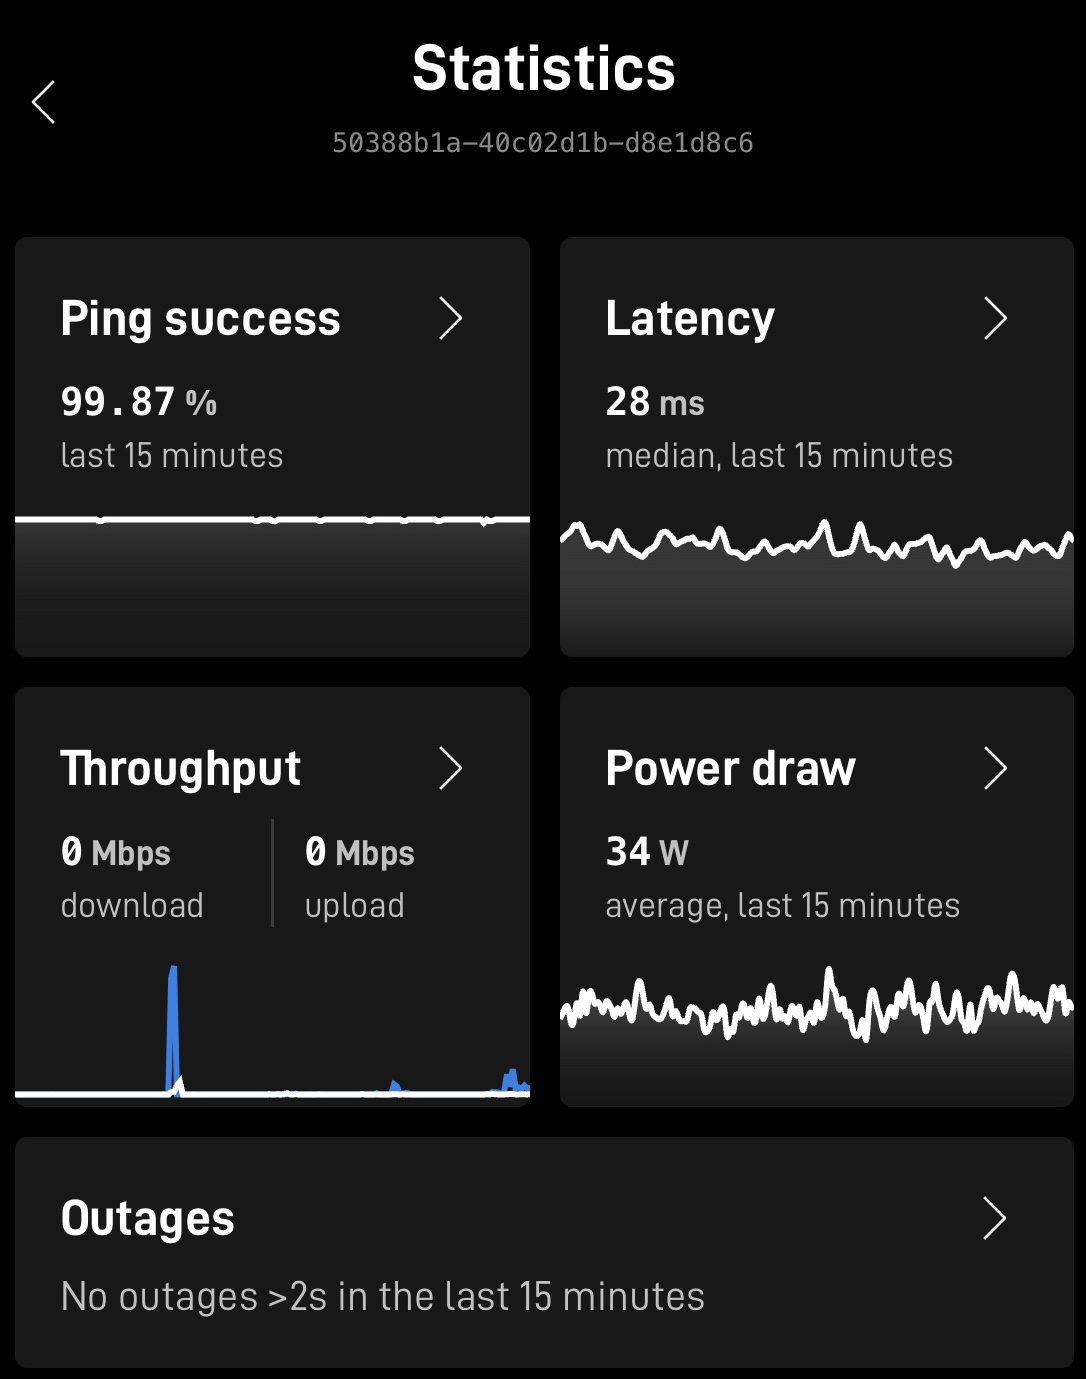 Statistics
50388b1a-40c02d1b-d8e1d8c6
Ping success
99.87 %
last 15 minutes
Latency
28 ms
median, last 15 minutes
Throughput
0 Mbps
download
0 Mbps
upload
Power draw
34 W
average, last 15 minutes
Outages
No outages >2s in the last 15 minutes